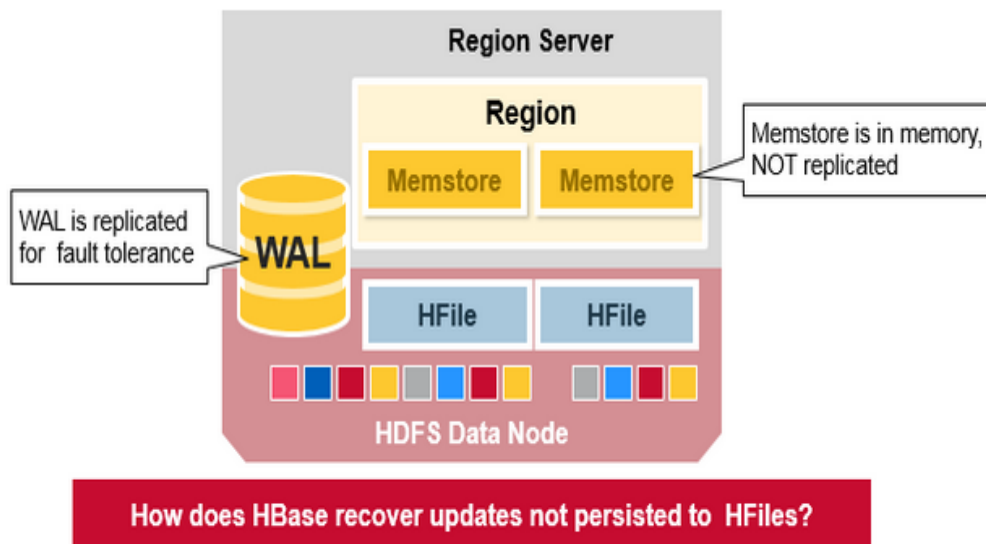 Region Server
Region
Memstore is in memory,
NOT replicated
Memstore
Memstore
WAL is replicated
for fault tolerance
WAL
HFile
HFile
HDFS Data Node
How does HBase recover updates not persisted to HFiles?